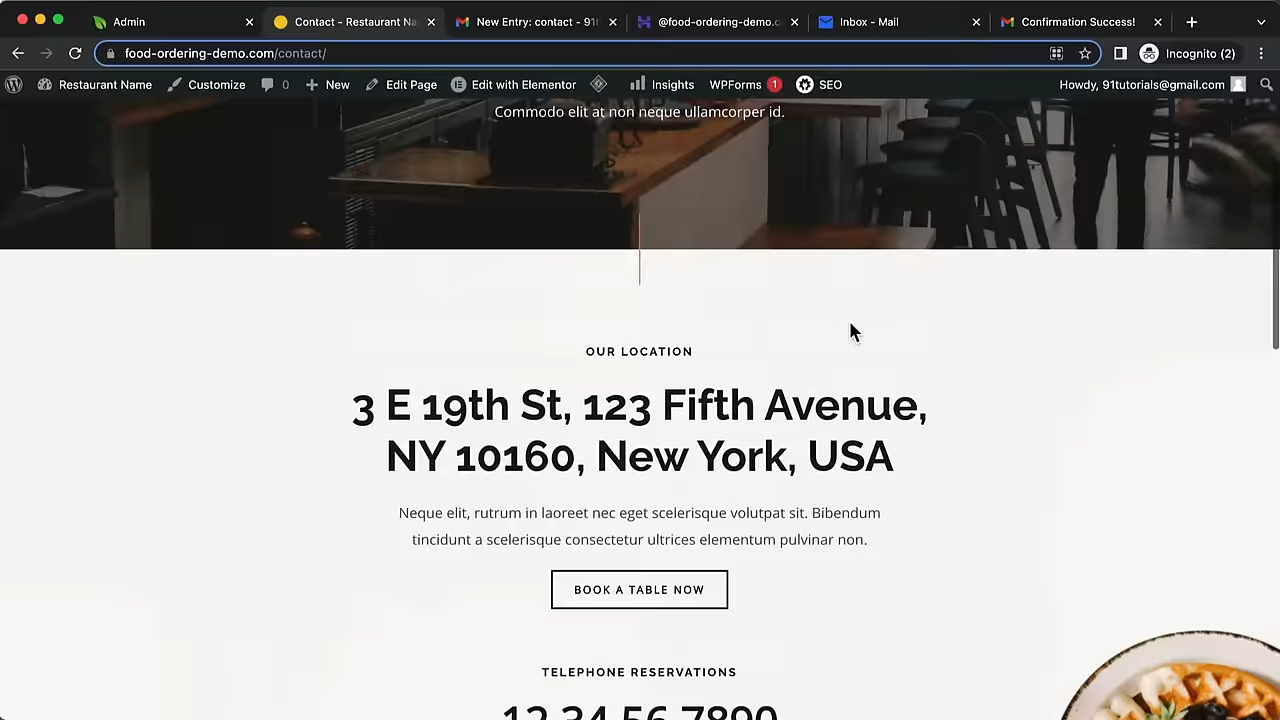 Admin
Contact - Restaurant Na
New Entry: contact - 91
@food-ordering-demo.c
Inbox - Mail
Confirmation Success!
food-ordering-demo.com/contact/
Incognito (2)
Restaurant Name
Customize
0
New
Edit Page
Edit with Elementor
Insights
WPForms 1
SEO
Howdy, 91tutorials@gmail.com
Commodo elit at non neque ullamcorper id.
OUR LOCATION
3 E 19th St, 123 Fifth Avenue,
NY 10160, New York, USA
Neque elit, rutrum in laoreet nec eget scelerisque volutpat sit. Bibendum
tincidunt a scelerisque consectetur ultrices elementum pulvinar non.
BOOK A TABLE NOW
TELEPHONE RESERVATIONS
12 34 56 7890